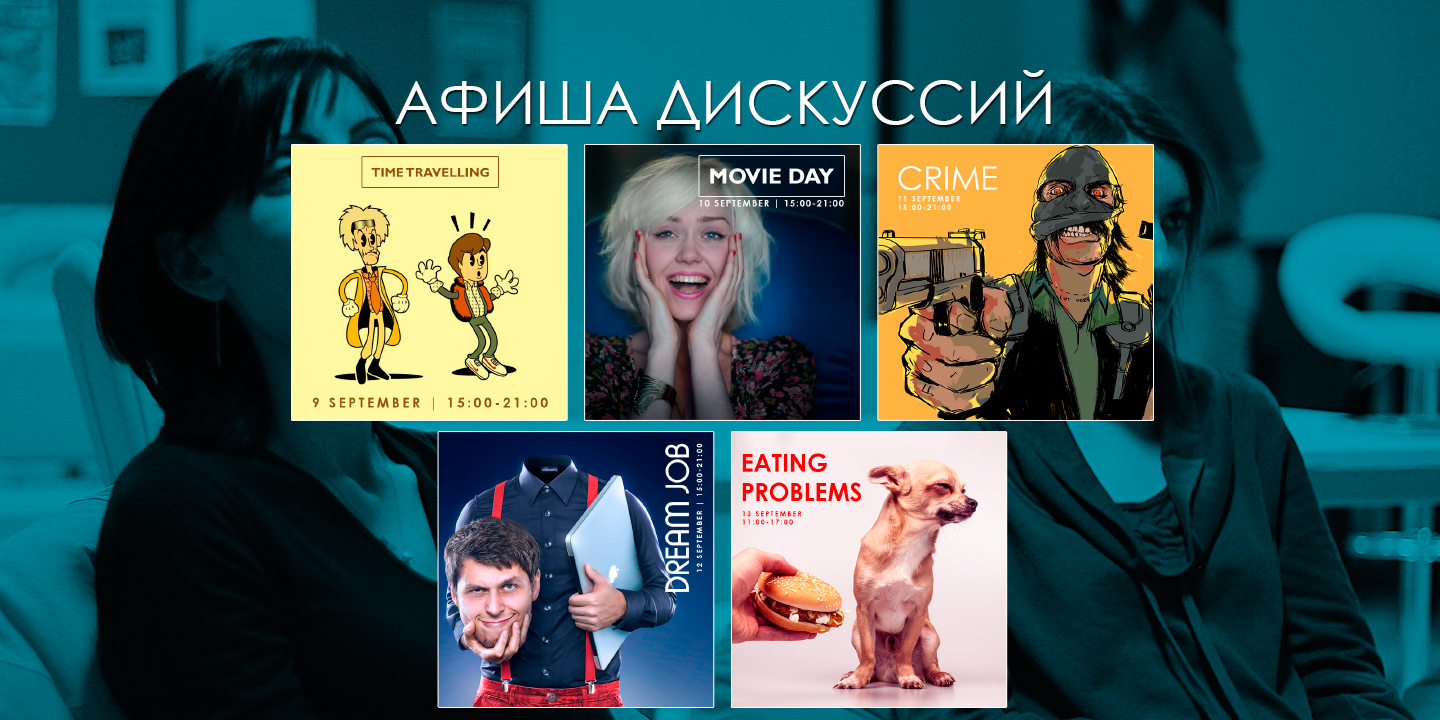 АФИША ДИСКУССИЙ
TIME TRAVELLING
9 SEPTEMBER | 15:00-21:00
MOVIE DAY
10 SEPTEMBER | 15:00-21:00
CRIME
11 SEPTEMBER
15:00-21:00
DREAM JOB
12 SEPTEMBER | 15:00-21:00
EATING
PROBLEMS
13 SEPTEMBER
11:00-17:00